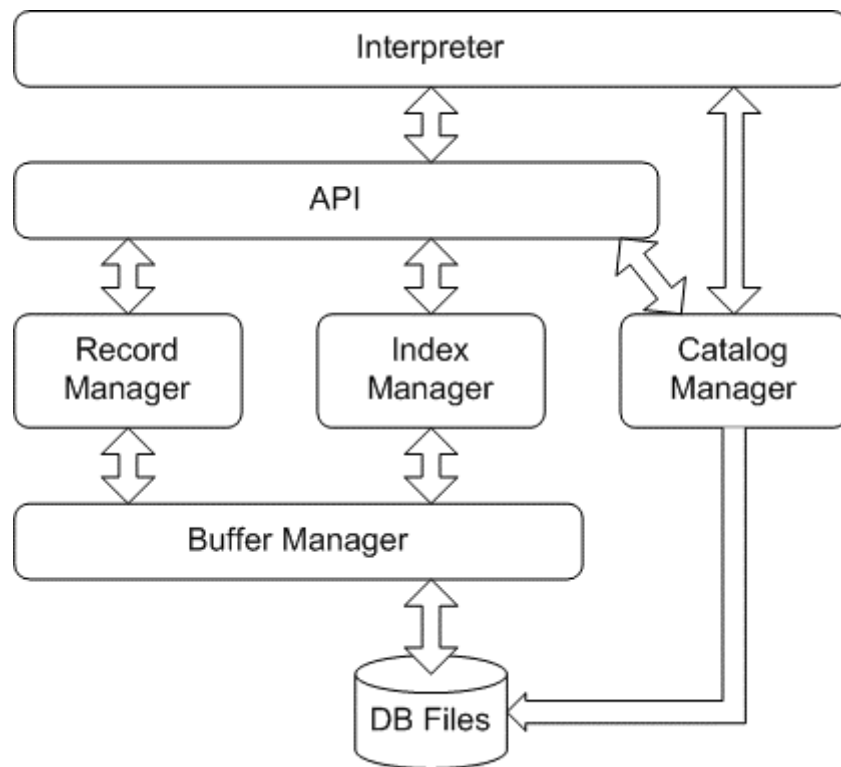 Interpreter
API
Record
Manager
Index
Manager
Catalog
Manager
Buffer Manager
DB Files